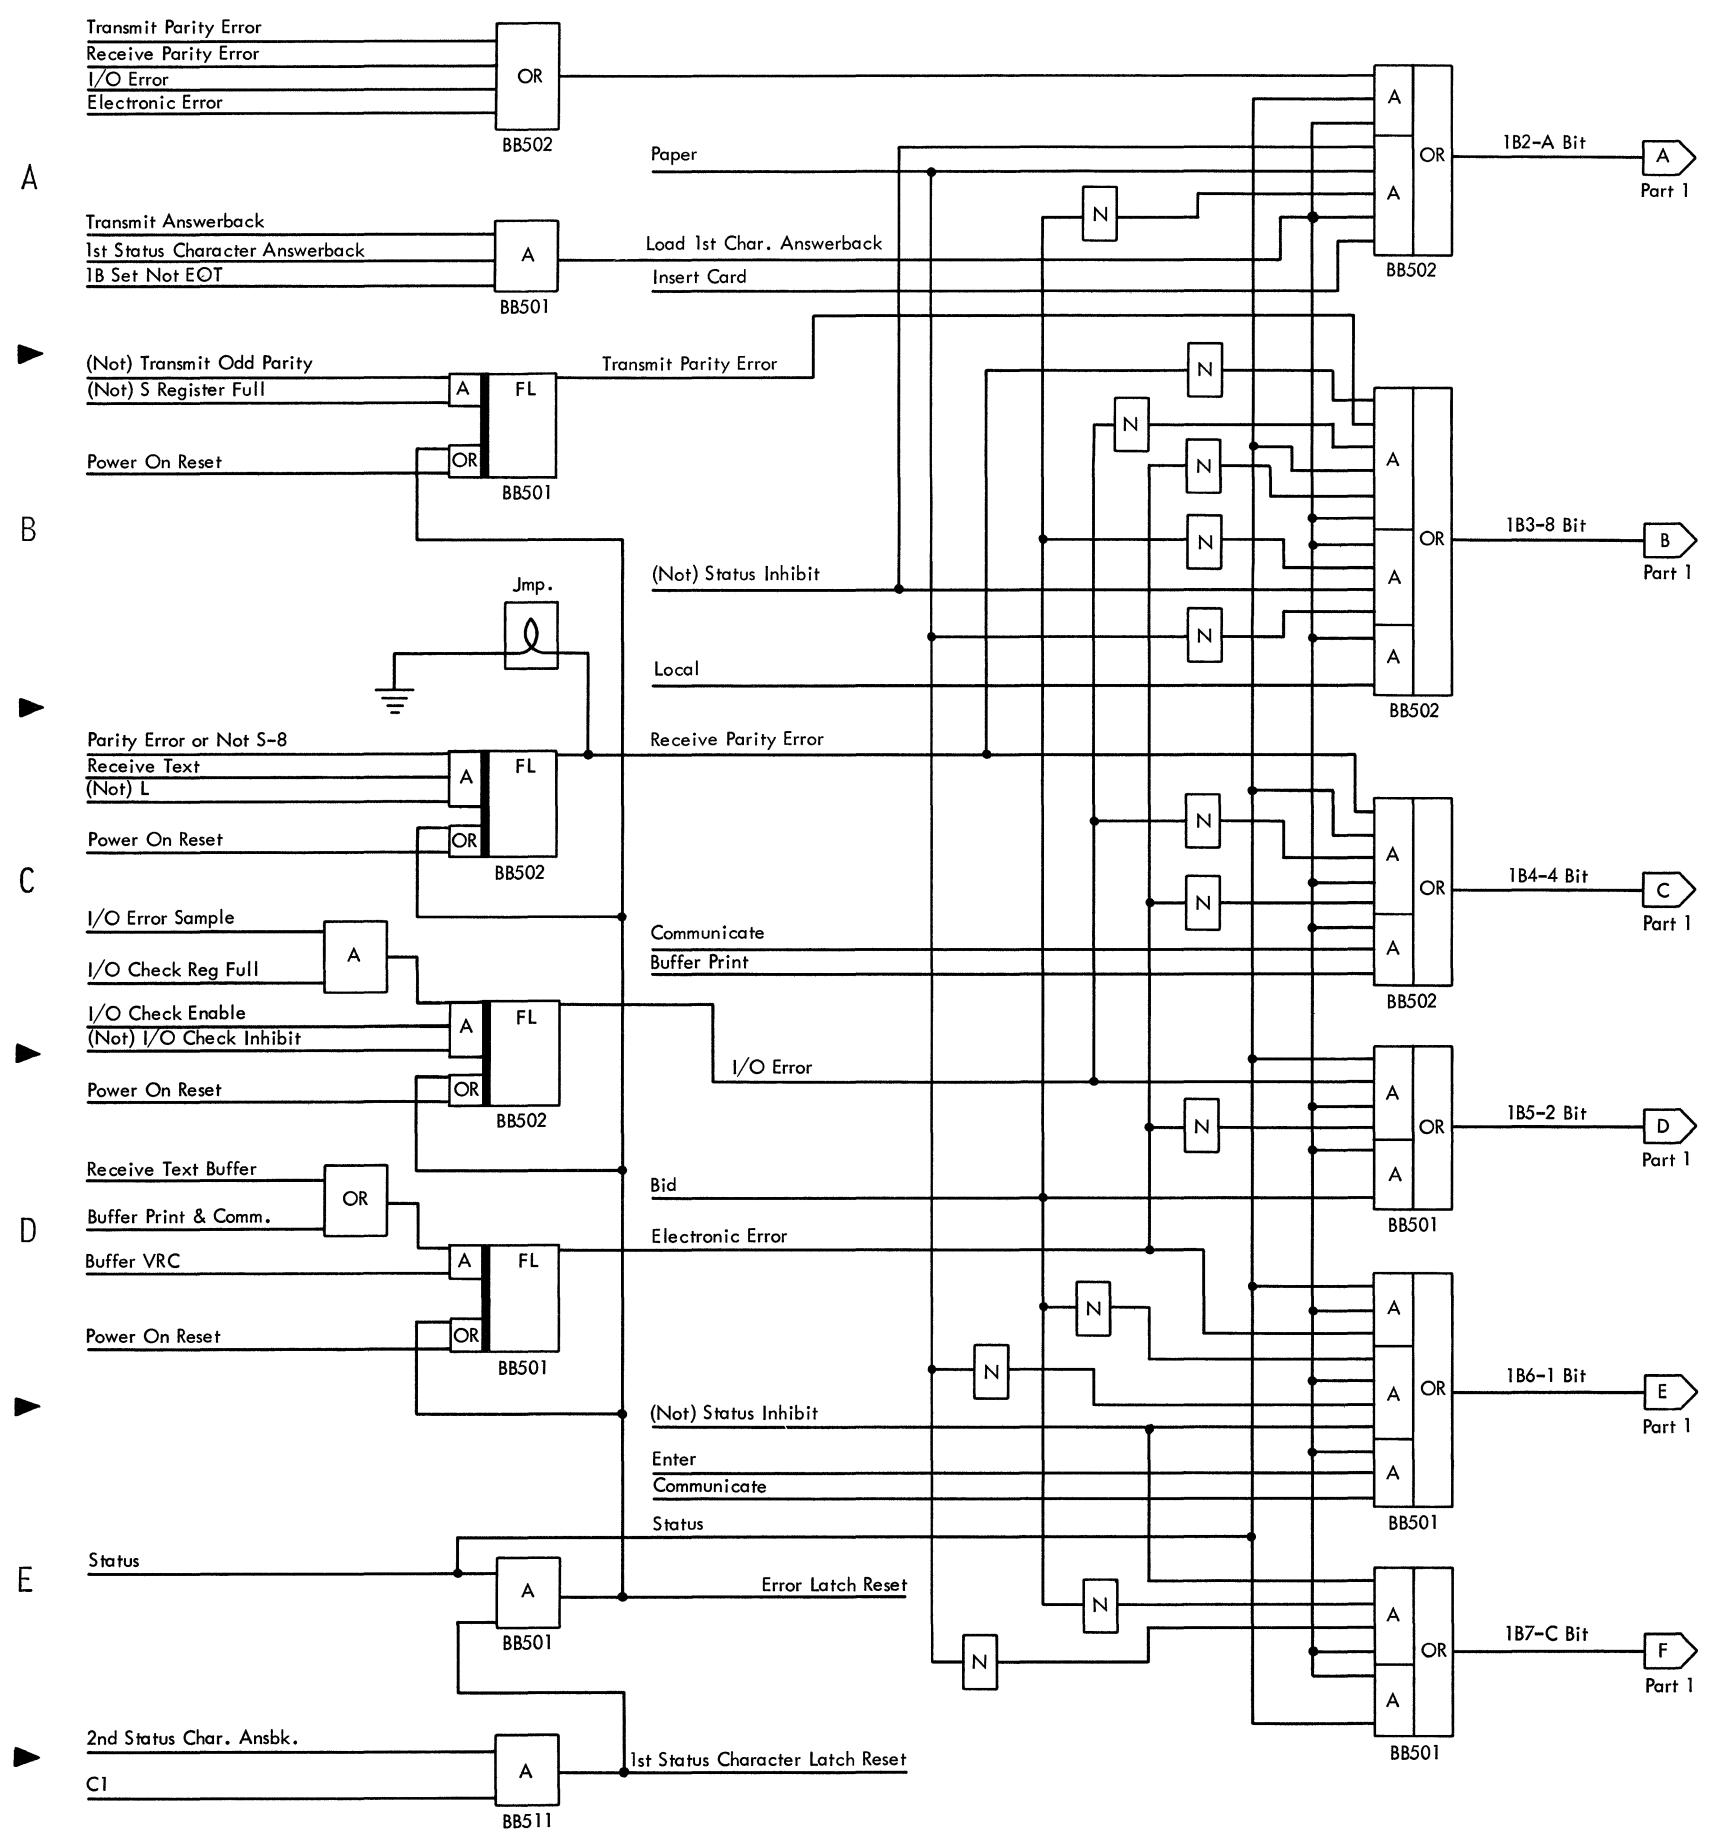 Transmit Parity Error
Receive Parity Error
I/O Error
Electronic Error
OR
BB502
A
Paper
A
A
OR
1B2-A Bit
A
Part 1
BB502
N
Transmit Answerback
1st Status Character Answerback
1B Set Not EOT
A
BB501
Load 1st Char. Answerback
Insert Card
(Not) Transmit Odd Parity
(Not) S Register Full
A
FL
Transmit Parity Error
Power On Reset
OR
BB501
N
N
N
A
B
N
A
OR
1B3-8 Bit
B
Part 1
(Not) Status Inhibit
Jmp.
N
A
Local
BB502
Parity Error or Not S-8
Receive Text
(Not) L
A
FL
Receive Parity Error
Power On Reset
OR
BB502
N
A
C
N
OR
1B4-4 Bit
C
Part 1
I/O Error Sample
I/O Check Reg Full
A
Communicate
Buffer Print
A
BB502
I/O Check Enable
(Not) I/O Check Inhibit
A
FL
Power On Reset
OR
BB502
I/O Error
A
N
OR
1B5-2 Bit
D
Part 1
Receive Text Buffer
Buffer Print & Comm.
OR
Bid
A
BB501
D
Buffer VRC
A
FL
Electronic Error
Power On Reset
OR
BB501
N
A
N
A
OR
1B6-1 Bit
E
Part 1
(Not) Status Inhibit
Enter
Communicate
A
BB501
Status
E
Status
A
Error Latch Reset
BB501
N
A
N
OR
1B7-C Bit
F
Part 1
A
BB501
2nd Status Char. Ansbk.
C1
A
1st Status Character Latch Reset
BB511